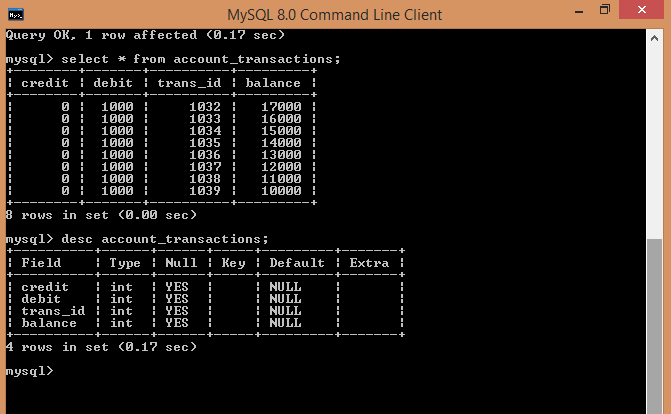 MySQL 8.0 Command Line Client
Query OK, 1 row affected (0.17 sec)
mysql> select * from account_transactions;
+--------+-------+----------+---------+
| credit | debit | trans_id | balance |
+--------+-------+----------+---------+
| 0 | 1000 | 1032 | 17000 |
| 0 | 1000 | 1033 | 16000 |
| 0 | 1000 | 1034 | 15000 |
| 0 | 1000 | 1035 | 14000 |
| 0 | 1000 | 1036 | 13000 |
| 0 | 1000 | 1037 | 12000 |
| 0 | 1000 | 1038 | 11000 |
| 0 | 1000 | 1039 | 10000 |
+--------+-------+----------+---------+
8 rows in set (0.00 sec)
mysql> desc account_transactions;
+----------+------+------+-----+---------+-------+
| Field | Type | Null | Key | Default | Extra |
+----------+------+------+-----+---------+-------+
| credit | int | YES | | NULL | |
| debit | int | YES | | NULL | |
| trans_id | int | YES | | NULL | |
| balance | int | YES | | NULL | |
+----------+------+------+-----+---------+-------+
4 rows in set (0.17 sec)
mysql>